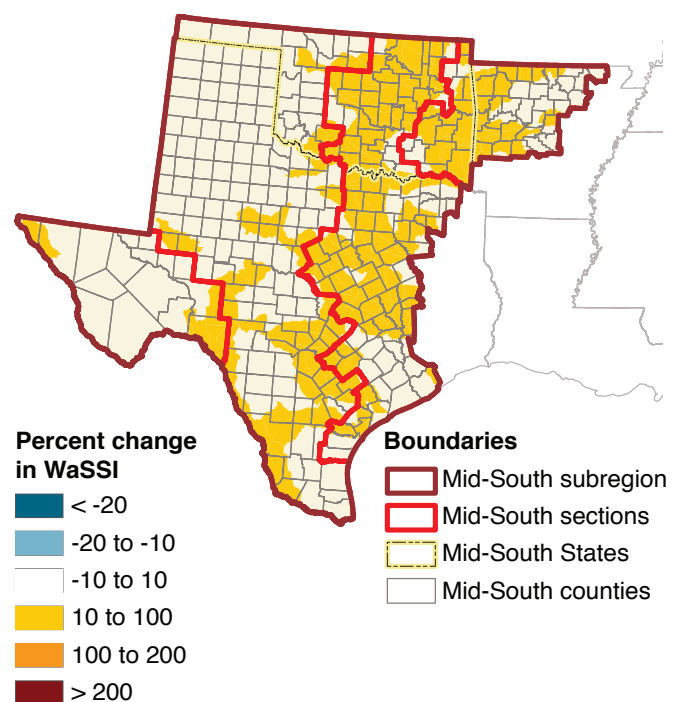 Percent change
in WaSSI
< -20
-20 to -10
-10 to 10
10 to 100
100 to 200
> 200
Boundaries
Mid-South subregion
Mid-South sections
Mid-South States
Mid-South counties